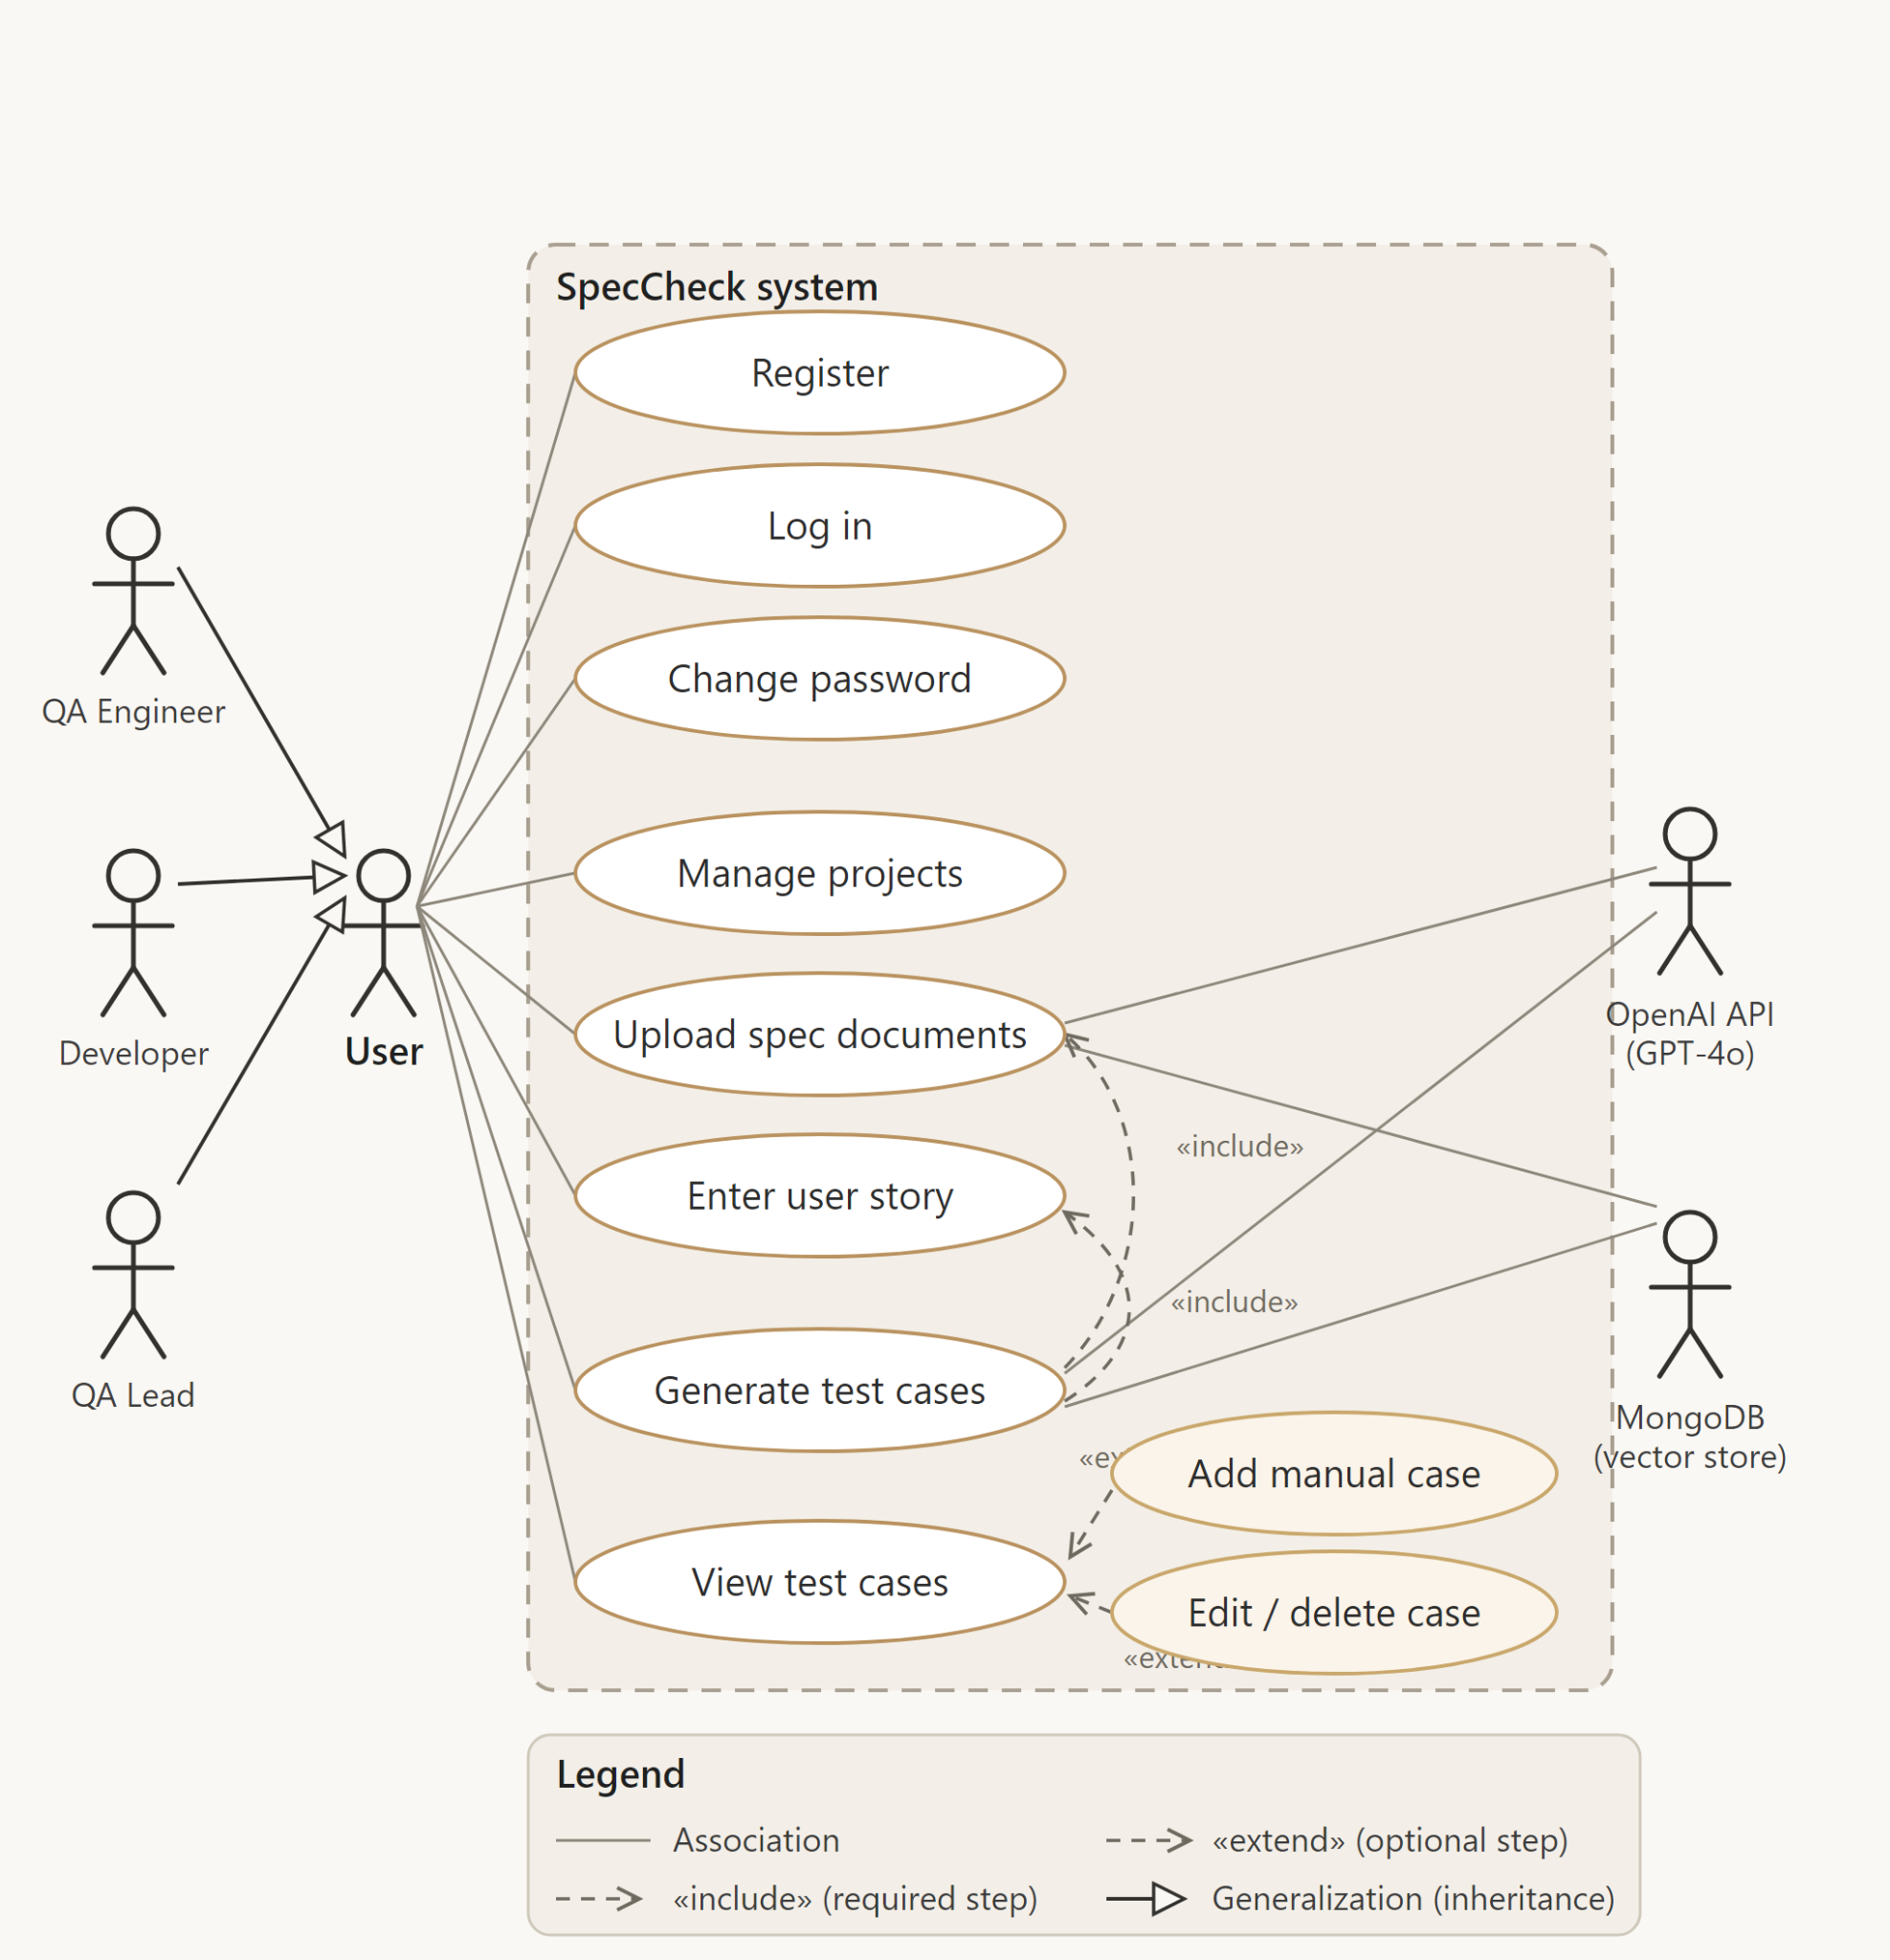 SpecCheck system
Register
Log in
Change password
QA Engineer
Manage projects
Upload spec documents
OpenAI API
(GPT-4o)
Developer
User
«include»
Enter user story
«include»
Generate test cases
QA Lead
MongoDB
(vector store)
Add manual case
View test cases
Edit / delete case
Legend
Association
«extend» (optional step)
«include» (required step)
Generalization (inheritance)